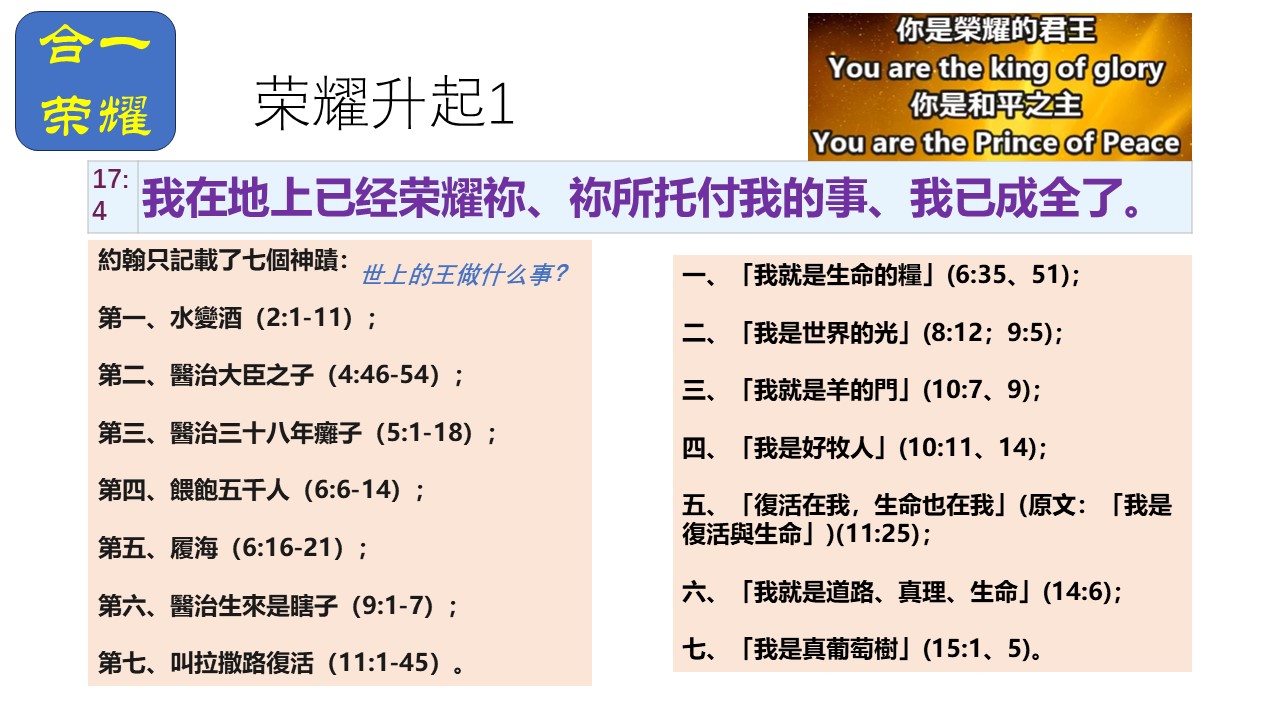 合一
荣耀
荣耀升起1
你是榮耀的君王
You are the king of glory
你是和平之主
You are the Prince of Peace
17:
4
我在地上已经荣耀祢、祢所托付我的事、我已成全了。
約翰只記載了七個神蹟：
世上的王做什么事？
第一、水變酒（2:1-11）；
第二、醫治大臣之子（4:46-54）；
第三、醫治三十八年癱子（5:1-18）；
第四、餵飽五千人（6:6-14）；
第五、履海（6:16-21）；
第六、醫治生來是瞎子（9:1-7）；
第七、叫拉撒路復活（11:1-45）。
一、「我就是生命的糧」(6:35、51)；
二、「我是世界的光」(8:12；9:5)；
三、「我就是羊的門」(10:7、9)；
四、「我是好牧人」(10:11、14)；
五、「復活在我，生命也在我」(原文：「我是
復活與生命」)(11:25)；
六、「我就是道路、真理、生命」(14:6)；
七、「我是真葡萄樹」(15:1、5)。